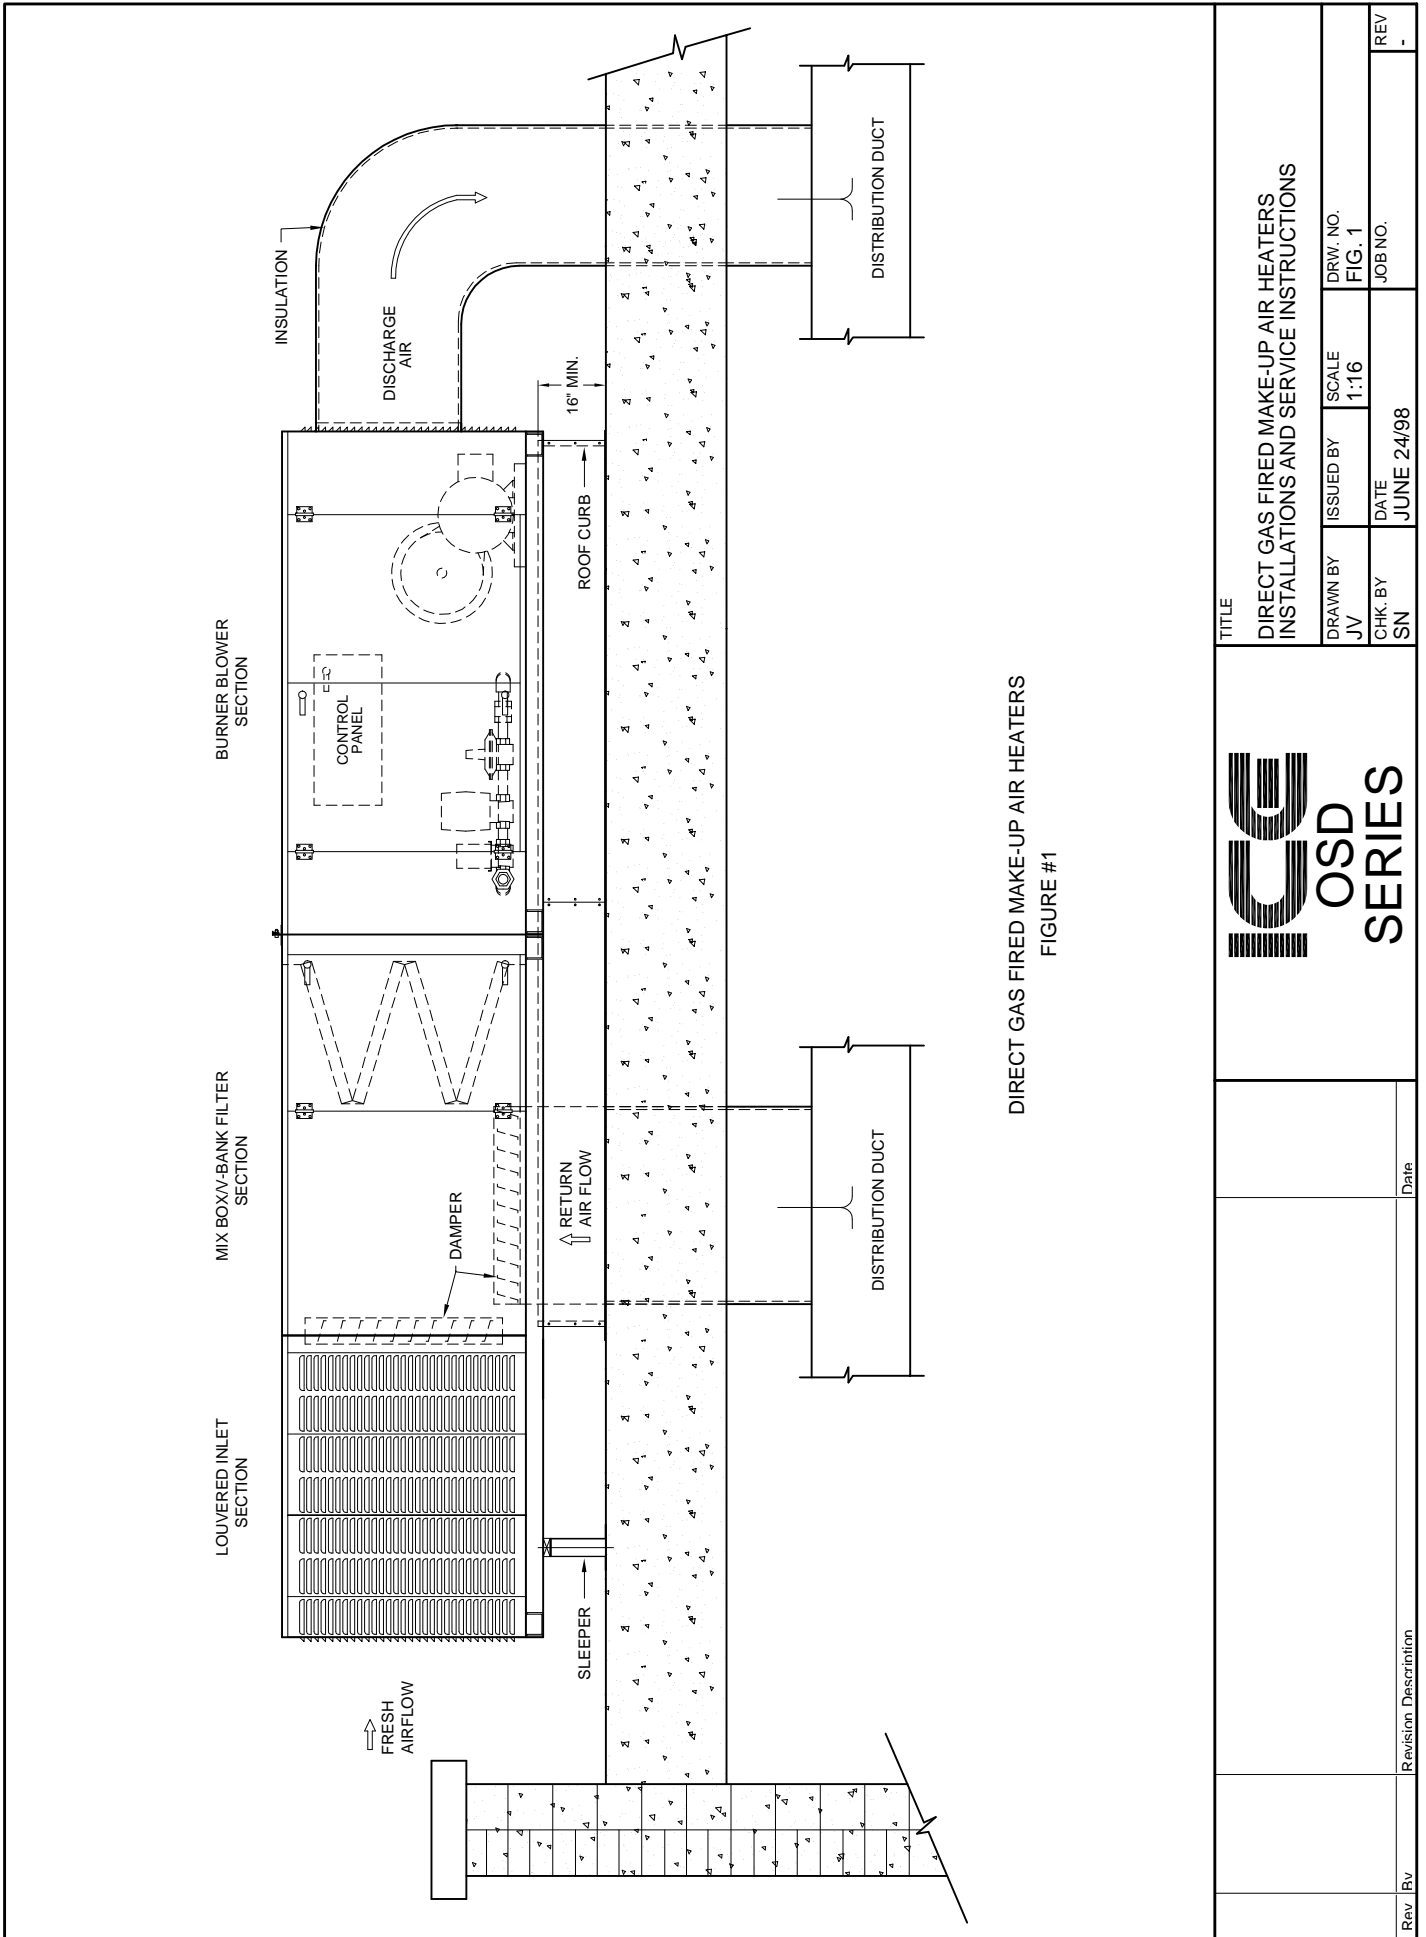 LOUVERED INLET
SECTION
MIX BOX/V-BANK FILTER
SECTION
BURNER BLOWER
SECTION
INSULATION
FRESH
AIRFLOW
DAMPER
CONTROL
PANEL
DISCHARGE
AIR
SLEEPER
RETURN
AIR FLOW
ROOF CURB
16" MIN.
DISTRIBUTION DUCT
DISTRIBUTION DUCT
DIRECT GAS FIRED MAKE-UP AIR HEATERS
FIGURE #1
Rev
By
Revision Description
Date
ICE
OSD
SERIES
TITLE
DIRECT GAS FIRED MAKE-UP AIR HEATERS
INSTALLATIONS AND SERVICE INSTRUCTIONS
DRAWN BY
JV
ISSUED BY
SCALE
1:16
DRW. NO.
FIG. 1
CHK. BY
SN
DATE
JUNE 24/98
JOB NO.
REV
-